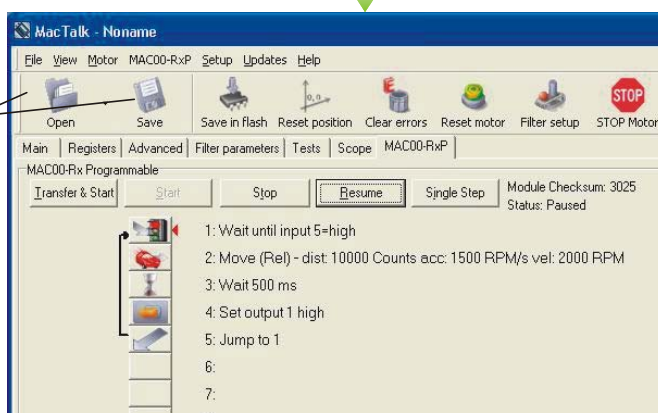 MacTalk - Noname
File View Motor MAC00-RxP Setup Updates Help
Open Save Save in flash Reset position Clear errors Reset motor Filter setup STOP Motor
STOP
Main Registers Advanced Filter parameters Tests Scope MAC00-RxP
MAC00-Rx Programmable
Transfer & Start Start Stop Resume Single Step Module Checksum: 3025
Status: Paused
1: Wait until input 5=high
2: Move (Rel) - dist: 10000 Counts acc: 1500 RPM/s vel: 2000 RPM
3: Wait 500 ms
4: Set output 1 high
5: Jump to 1
6:
7: